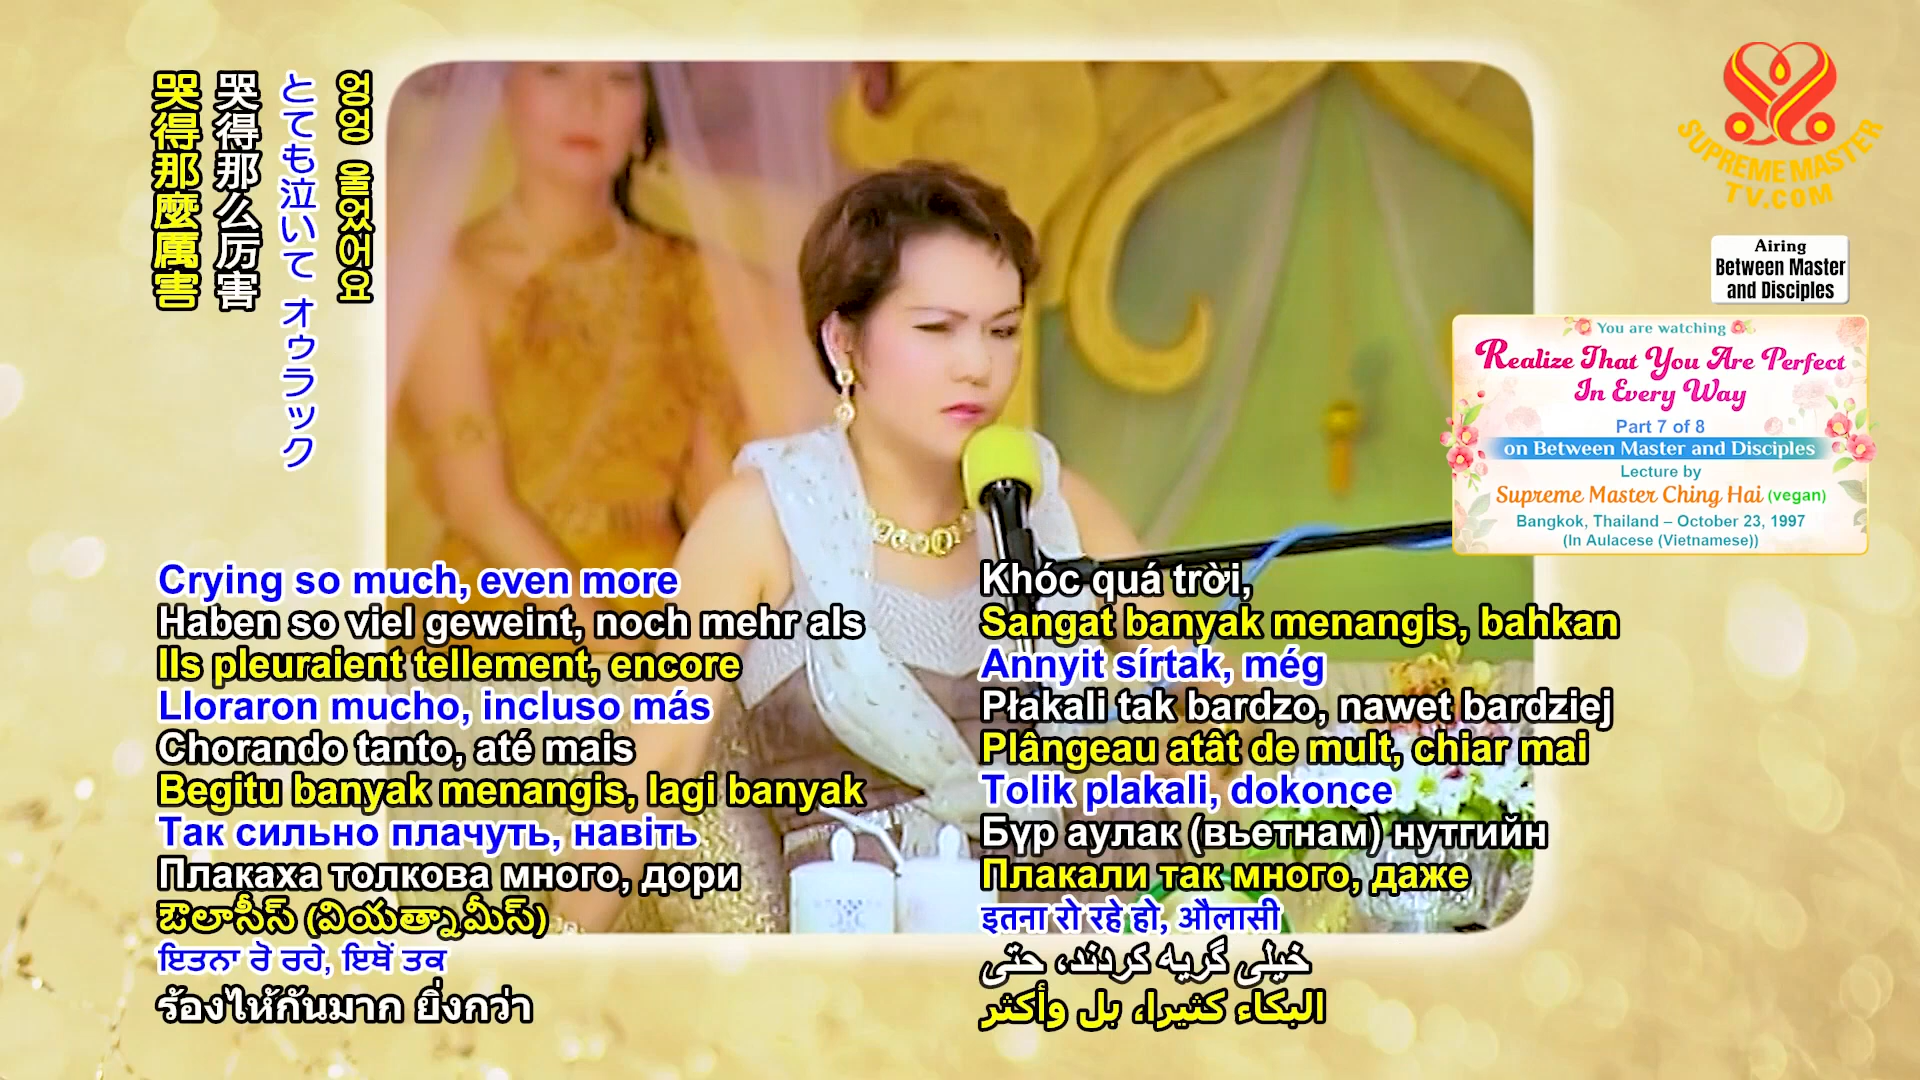 哭得那麼厲害
哭得那么厉害
とても泣いて オゥラック
엉엉 울었어요
SUPREME MASTER
TV.COM
Airing
Between Master
and Disciples
You are watching
Realize That You Are Perfect
In Every Way
Part 7 of 8
on Between Master and Disciples
Lecture by
Supreme Master Ching Hai (vegan)
Bangkok, Thailand – October 23, 1997
(In Aulacese (Vietnamese))
Crying so much, even more
Haben so viel geweint, noch mehr als
Ils pleuraient tellement, encore
Lloraron mucho, incluso más
Chorando tanto, até mais
Begitu banyak menangis, lagi banyak
Так сильно плачуть, навіть
Плакаха толкова много, дори
ఔలాసీస్ (వియత్నామీస్)
ਇਤਨਾ ਰੋ ਰਹੇ, ਇਥੋਂ ਤਕ
ร้องไห้กันมาก ยิ่งกว่า
Khóc quá trời,
Sangat banyak menangis, bahkan
Annyit sírtak, még
Płakali tak bardzo, nawet bardziej
Plângeau atât de mult, chiar mai
Tolik plakali, dokonce
Бүр аулак (вьетнам) нутгийн
Плакали так много, даже
इतना रो रहे हो, औलासी
خیلی گریه کردند، حتی
البكاء كثيرا، بل وأكثر